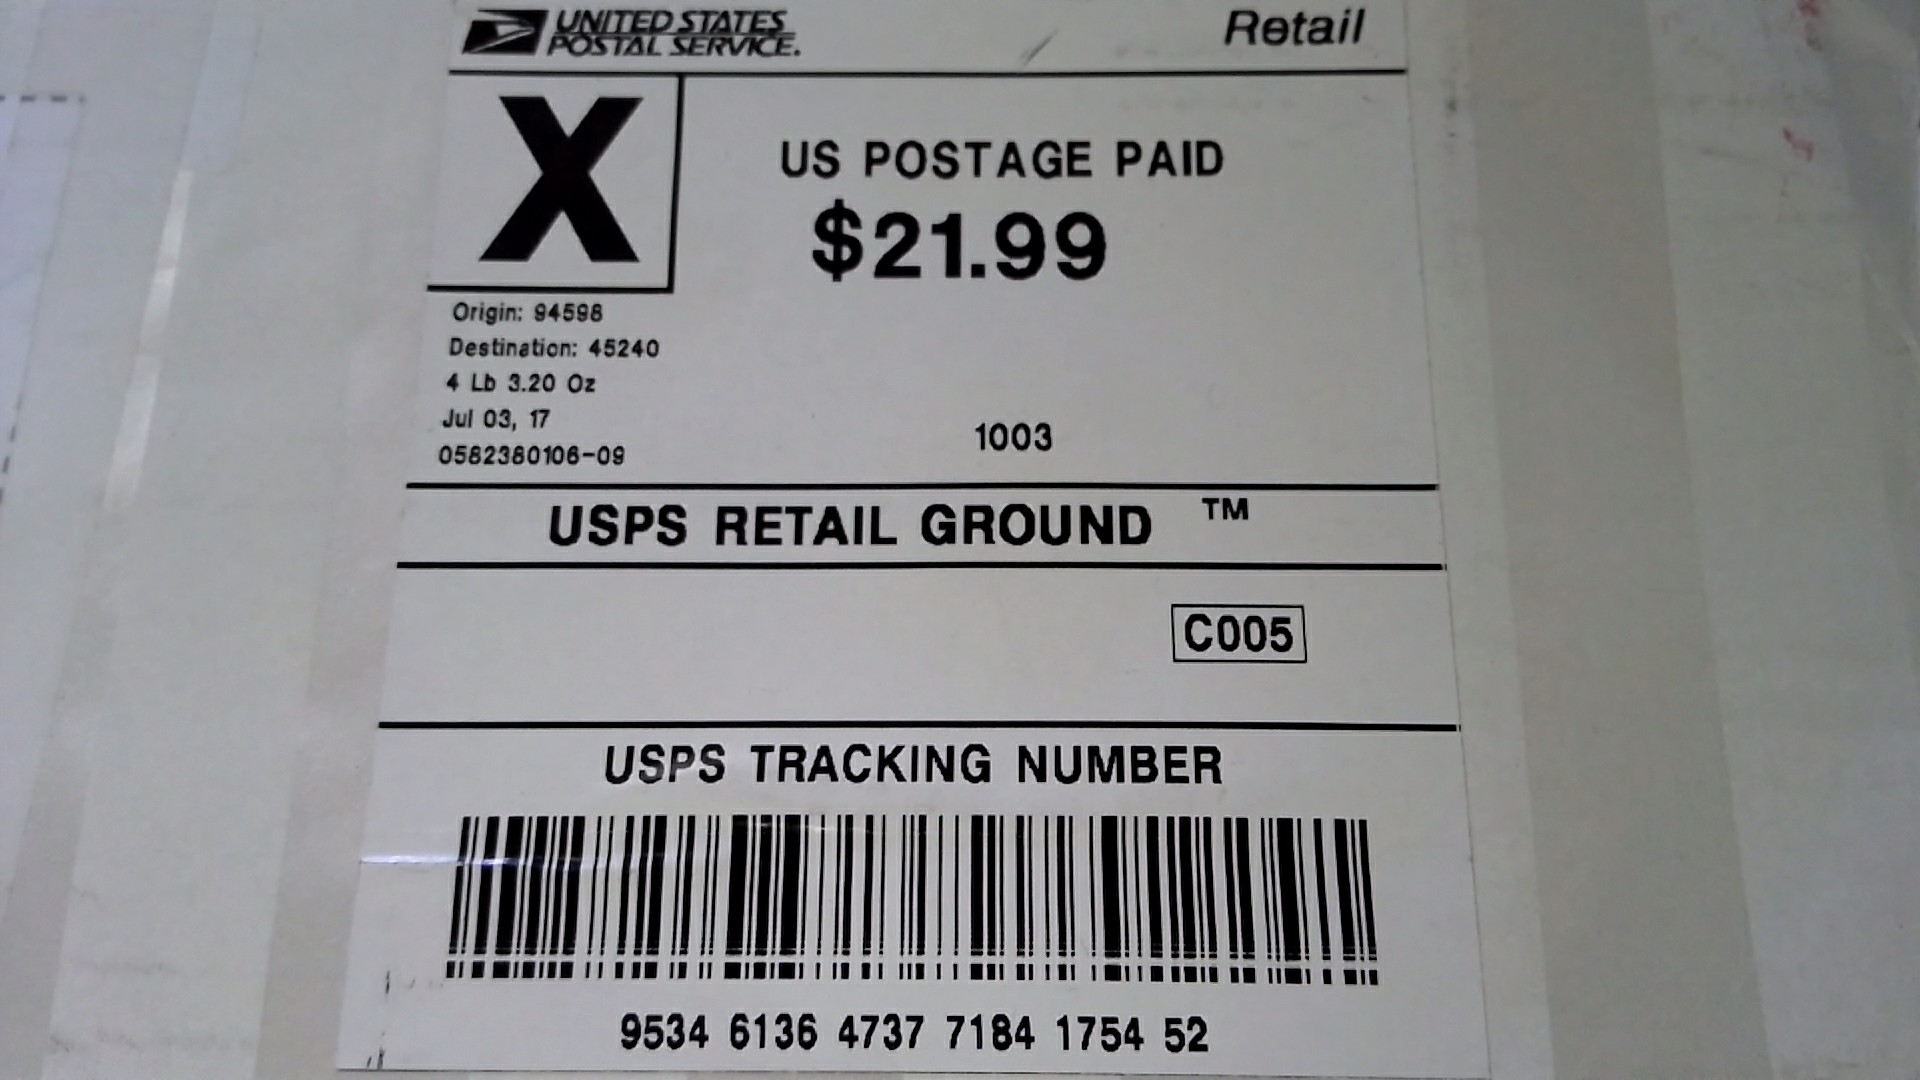 UNITED STATES
POSTAL SERVICE.
Retail
X
US POSTAGE PAID
$21.99
Origin: 94598
Destination: 45240
4 Lb 3.20 Oz
Jul 03, 17
0582380106-09
1003
USPS RETAIL GROUND ™
C005
USPS TRACKING NUMBER
9534 6136 4737 7184 1754 52